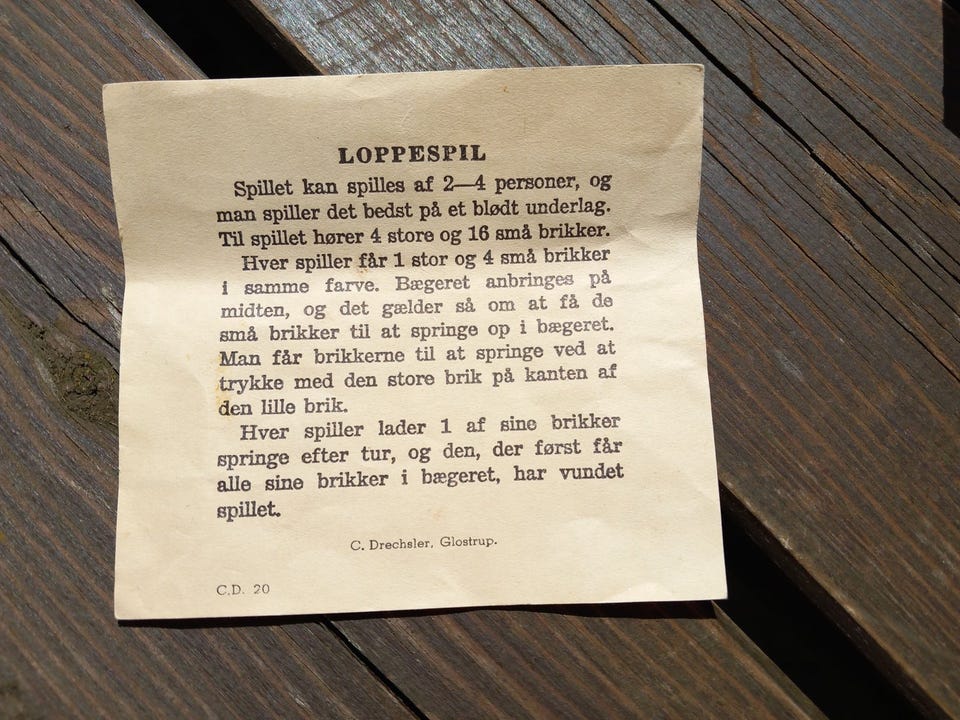 LOPPESPIL
Spillet kan spilles af 2—4 personer, og
man spiller det bedst på et blødt underlag.
Til spillet hører 4 store og 16 små brikker.
Hver spiller får 1 stor og 4 små brikker
i samme farve. Bægeret anbringes på
midten, og det gælder så om at få de
små brikker til at springe op i bægeret.
Man får brikkerne til at springe ved at
trykke med den store brik på kanten af
den lille brik.
Hver spiller lader 1 af sine brikker
springe efter tur, og den, der først får
alle sine brikker i bægeret, har vundet
spillet.
C. Drechsler, Glostrup.
C.D. 20